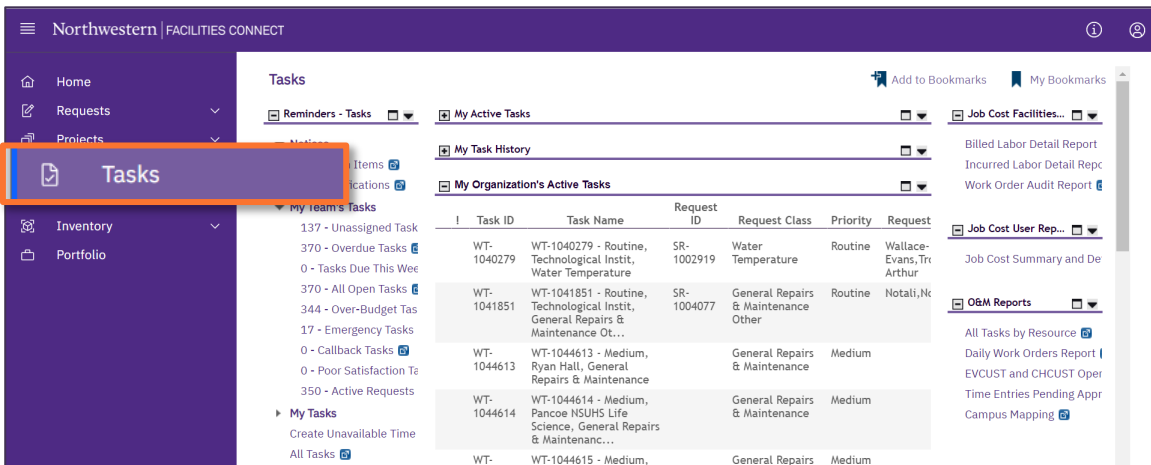 Northwestern | FACILITIES CONNECT
Home
Requests
Projects
Tasks
Inventory
Portfolio
Tasks
Add to Bookmarks
My Bookmarks
Reminders - Tasks
Items
My Team's Tasks
137 - Unassigned Task
370 - Overdue Tasks
0 - Tasks Due This Wee
370 - All Open Tasks
344 - Over-Budget Tas
17 - Emergency Tasks
0 - Callback Tasks
0 - Poor Satisfaction Ta
350 - Active Requests
My Tasks
Create Unavailable Time
All Tasks
My Active Tasks
My Task History
My Organization's Active Tasks
! Task ID Task Name Request ID Request Class Priority Request
WT-1040279 WT-1040279 - Routine, Technological Instit, Water Temperature SR-1002919 Water Temperature Routine Wallace-Evans,Tro Arthur
WT-1041851 WT-1041851 - Routine, Technological Instit, General Repairs & Maintenance Ot... SR-1004077 General Repairs & Maintenance Other Routine Notali,No
WT-1044613 WT-1044613 - Medium, Ryan Hall, General Repairs & Maintenance General Repairs & Maintenance Medium
WT-1044614 WT-1044614 - Medium, Pancoe NSUHS Life Science, General Repairs & Maintenanc... General Repairs & Maintenance Medium
WT- WT-1044615 - Medium, General Repairs Medium
Job Cost Facilities...
Billed Labor Detail Report
Incurred Labor Detail Repo
Work Order Audit Report
Job Cost User Rep...
Job Cost Summary and De
O&M Reports
All Tasks by Resource
Daily Work Orders Report
EVCUST and CHCUST Oper
Time Entries Pending Appr
Campus Mapping